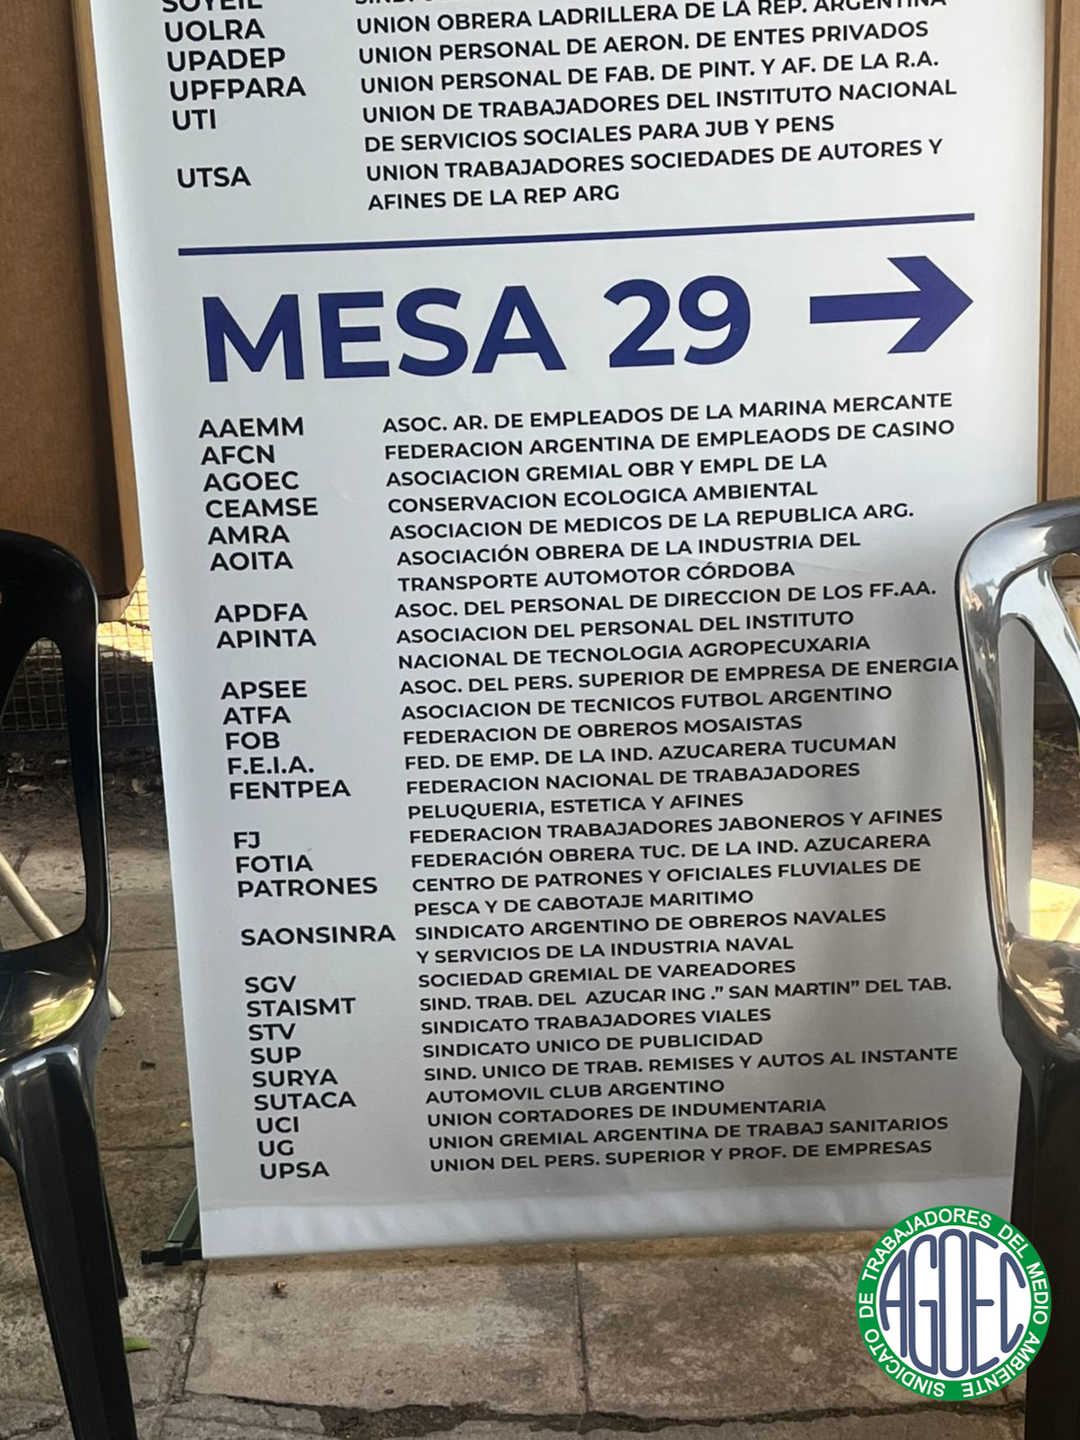 SOYEIL
UOLRA UNION OBRERA LADRILLERA DE LA REP. ARGENTINA
UPADEP UNION PERSONAL DE AERON. DE ENTES PRIVADOS
UPFPARA UNION PERSONAL DE FAB. DE PINT. Y AF. DE LA R.A.
UTI UNION DE TRABAJADORES DEL INSTITUTO NACIONAL
DE SERVICIOS SOCIALES PARA JUB Y PENS
UTSA UNION TRABAJADORES SOCIEDADES DE AUTORES Y
AFINES DE LA REP ARG
MESA 29
AAEMM ASOC. AR. DE EMPLEADOS DE LA MARINA MERCANTE
AFCN FEDERACION ARGENTINA DE EMPLEAODS DE CASINO
AGOEC ASOCIACION GREMIAL OBR Y EMPL DE LA
CEAMSE CONSERVACION ECOLOGICA AMBIENTAL
AMRA ASOCIACION DE MEDICOS DE LA REPUBLICA ARG.
AOITA ASOCIACIÓN OBRERA DE LA INDUSTRIA DEL
TRANSPORTE AUTOMOTOR CÓRDOBA
APDFA ASOC. DEL PERSONAL DE DIRECCION DE LOS FF.AA.
APINTA ASOCIACION DEL PERSONAL DEL INSTITUTO
NACIONAL DE TECNOLOGIA AGROPECUXARIA
APSEE ASOC. DEL PERS. SUPERIOR DE EMPRESA DE ENERGIA
ATFA ASOCIACION DE TECNICOS FUTBOL ARGENTINO
FOB FEDERACION DE OBREROS MOSAISTAS
F.E.I.A. FED. DE EMP. DE LA IND. AZUCARERA TUCUMAN
FENTPEA FEDERACION NACIONAL DE TRABAJADORES
PELUQUERIA, ESTETICA Y AFINES
FJ FEDERACION TRABAJADORES JABONEROS Y AFINES
FOTIA FEDERACIÓN OBRERA TUC. DE LA IND. AZUCARERA
PATRONES CENTRO DE PATRONES Y OFICIALES FLUVIALES DE
PESCA Y DE CABOTAJE MARITIMO
SAONSINRA SINDICATO ARGENTINO DE OBREROS NAVALES
Y SERVICIOS DE LA INDUSTRIA NAVAL
SGV SOCIEDAD GREMIAL DE VAREADORES
STAISMT SIND. TRAB. DEL AZUCAR ING .” SAN MARTIN” DEL TAB.
STV SINDICATO TRABAJADORES VIALES
SUP SINDICATO UNICO DE PUBLICIDAD
SURYA SIND. UNICO DE TRAB. REMISES Y AUTOS AL INSTANTE
SUTACA AUTOMOVIL CLUB ARGENTINO
UCI UNION CORTADORES DE INDUMENTARIA
UG UNION GREMIAL ARGENTINA DE TRABAJ SANITARIOS
UPSA UNION DEL PERS. SUPERIOR Y PROF. DE EMPRESAS
SINDICATO DE TRABAJADORES DEL MEDIO AMBIENTE
AGOEC